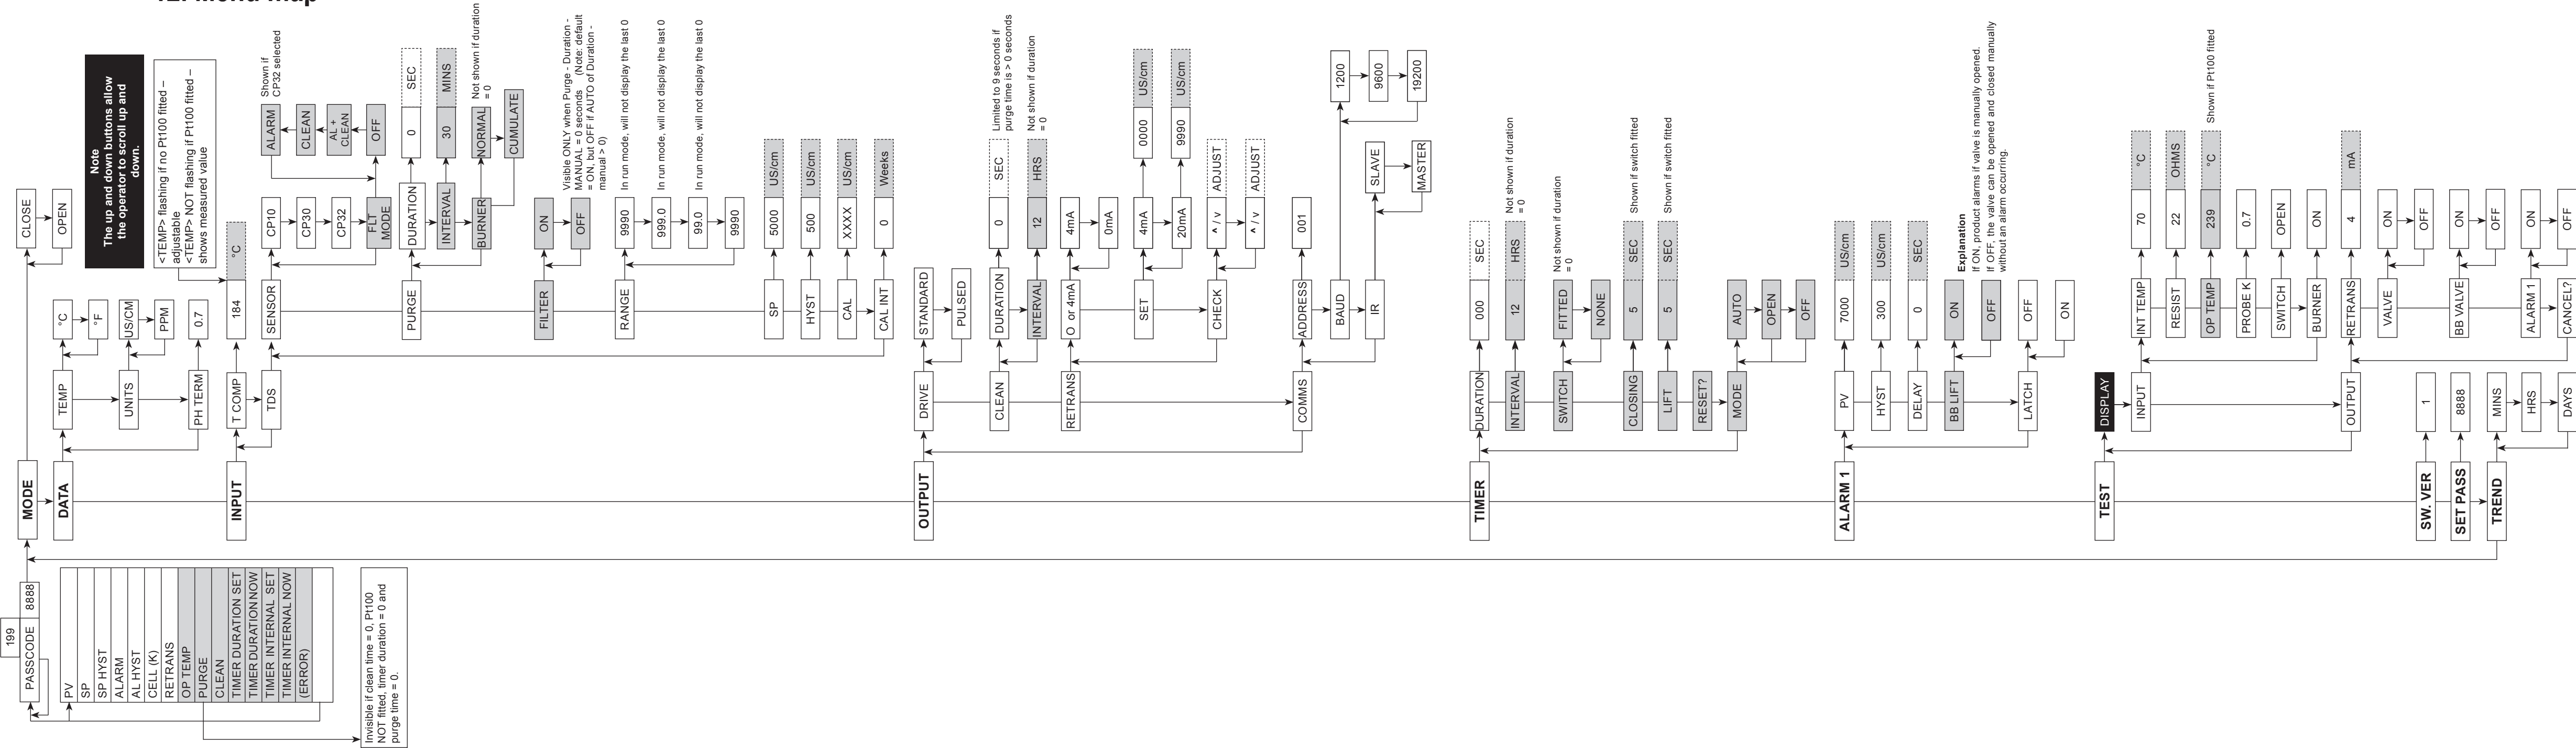 12. Menu map
199
PASSCODE
8888
PV
SP
SP HYST
ALARM
AL HYST
CELL (K)
RETRANS
OP TEMP
PURGE
CLEAN
TIMER DURATION SET
TIMER DURATION NOW
TIMER INTERNAL SET
TIMER INTERNAL NOW
(ERROR)
Invisible if clean time = 0, Pt100
NOT fitted, timer duration = 0 and
purge time = 0.
MODE
CLOSE
OPEN
Note
The up and down buttons allow
the operator to scroll up and
down.
DATA
TEMP
°C
°F
UNITS
US/CM
PPM
PH TERM
0.7
<TEMP> flashing if no Pt100 fitted –
adjustable
<TEMP> NOT flashing if Pt100 fitted –
shows measured value
INPUT
T COMP
184
°C
TDS
SENSOR
CP10
CP30
CP32
FLT
MODE
ALARM
CLEAN
AL +
CLEAN
OFF
Shown if
CP32 selected
PURGE
DURATION
0
SEC
INTERVAL
30
MINS
BURNER
NORMAL
CUMULATE
Not shown if duration
= 0
FILTER
ON
OFF
Visible ONLY when Purge - Duration -
MANUAL = 0 seconds (Note: default
= ON, but OFF if AUTO of Duration -
manual > 0)
RANGE
9990
In run mode, will not display the last 0
999.0
In run mode, will not display the last 0
99.0
In run mode, will not display the last 0
9990
SP
5000
US/cm
HYST
500
US/cm
CAL
XXXX
US/cm
CAL INT
0
Weeks
OUTPUT
DRIVE
STANDARD
PULSED
CLEAN
DURATION
0
SEC
Limited to 9 seconds if
purge time is > 0 seconds
INTERVAL
12
HRS
Not shown if duration
= 0
RETRANS
O or 4mA
4mA
0mA
SET
4mA
0000
US/cm
20mA
9990
US/cm
CHECK
^ / v
ADJUST
^ / v
ADJUST
COMMS
ADDRESS
001
BAUD
1200
9600
19200
IR
SLAVE
MASTER
TIMER
DURATION
000
SEC
INTERVAL
12
HRS
Not shown if duration
= 0
SWITCH
FITTED
NONE
Not shown if duration
= 0
CLOSING
5
SEC
Shown if switch fitted
LIFT
5
SEC
Shown if switch fitted
RESET?
MODE
AUTO
OPEN
OFF
ALARM 1
PV
7000
US/cm
HYST
300
US/cm
DELAY
0
SEC
BB LIFT
ON
OFF
Explanation
If ON, product alarms if valve is manually opened.
If OFF, the valve can be opened and closed manually
without an alarm occurring.
LATCH
OFF
ON
TEST
DISPLAY
INPUT
INT TEMP
70
°C
RESIST
22
OHMS
OP TEMP
239
°C
Shown if Pt100 fitted
PROBE K
0.7
SWITCH
OPEN
BURNER
ON
OUTPUT
RETRANS
4
mA
VALVE
ON
OFF
BB VALVE
ON
OFF
ALARM 1
ON
OFF
CANCEL?
SW. VER
1
SET PASS
8888
TREND
MINS
HRS
DAYS